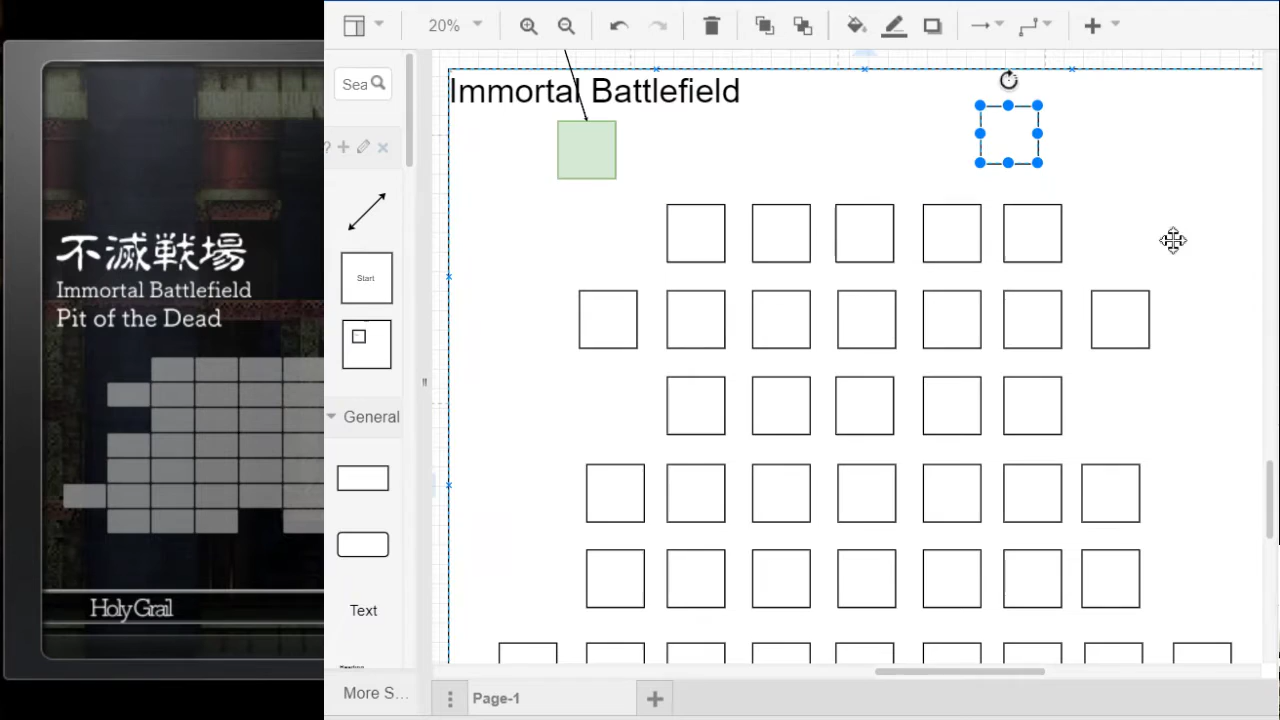 20%
Sea
Immortal Battlefield
不滅戦場
Immortal Battlefield
Pit of the Dead
Start
General
Text
HolyGrail
More S...
Page-1